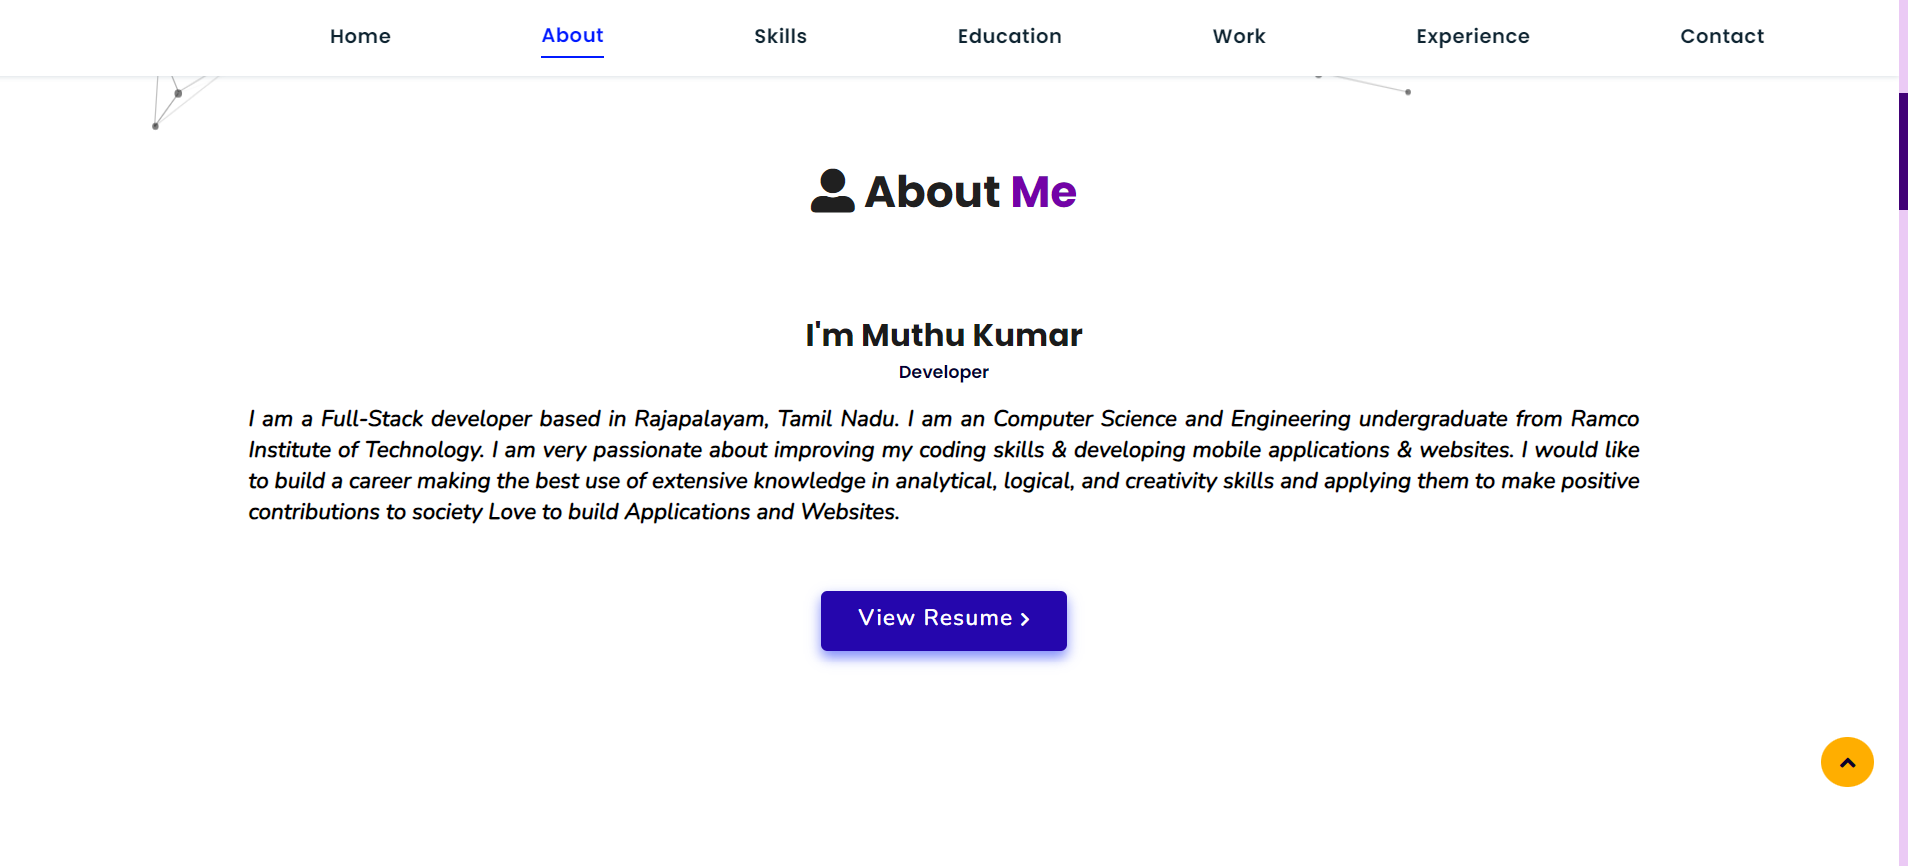 Home About Skills Education Work Experience Contact
About Me
I'm Muthu Kumar
Developer
I am a Full-Stack developer based in Rajapalayam, Tamil Nadu. I am an Computer Science and Engineering undergraduate from Ramco
Institute of Technology. I am very passionate about improving my coding skills & developing mobile applications & websites. I would like
to build a career making the best use of extensive knowledge in analytical, logical, and creativity skills and applying them to make positive
contributions to society Love to build Applications and Websites.
View Resume